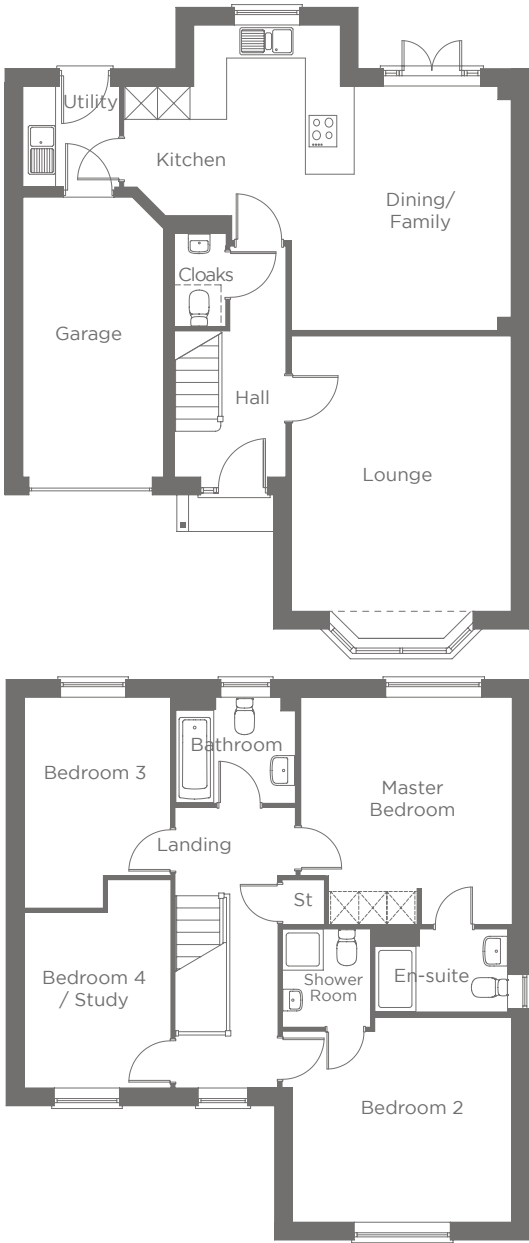 Utility
Kitchen
Dining/
Family
Cloaks
Garage
Hall
Lounge
Bathroom
Bedroom 3
Master
Bedroom
Landing
St
Bedroom 4
/ Study
Shower
Room
En-suite
Bedroom 2